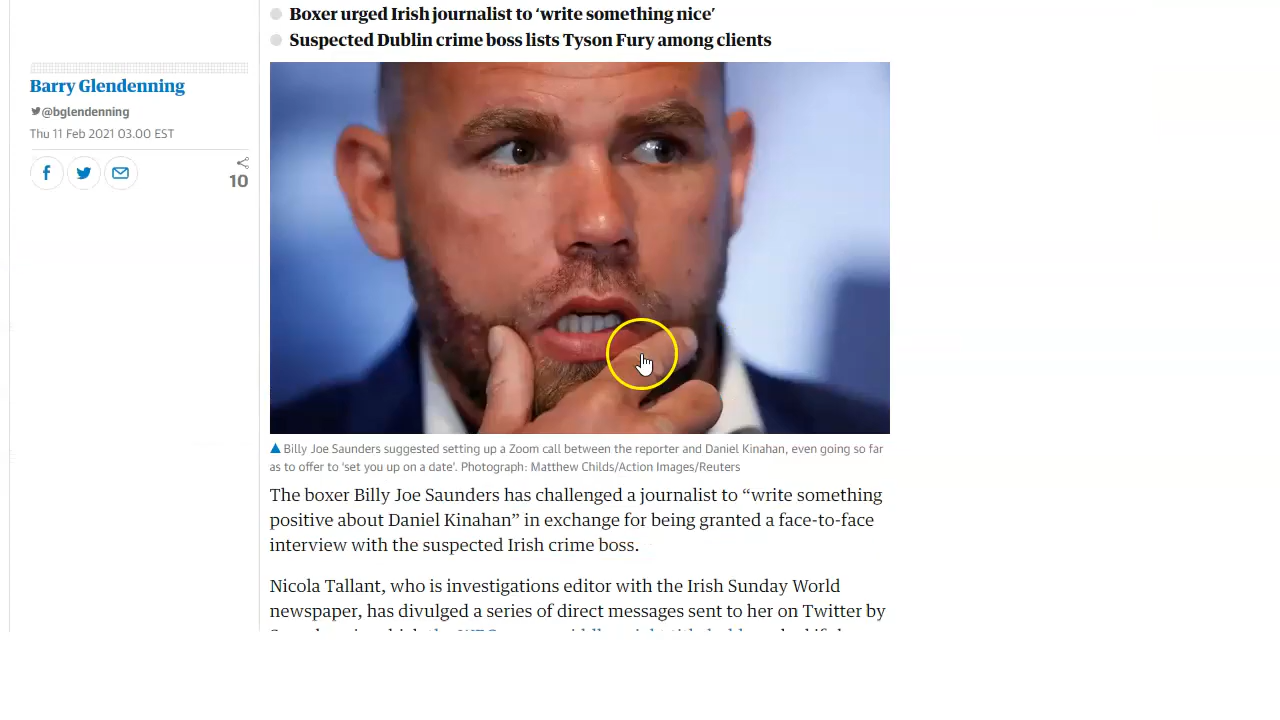 Boxer urged Irish journalist to ‘write something nice’
Suspected Dublin crime boss lists Tyson Fury among clients
Barry Glendenning
@bglendenning
Thu 11 Feb 2021 03.00 EST
10
Billy Joe Saunders suggested setting up a Zoom call between the reporter and Daniel Kinahan, even going so far
as to offer to ‘set you up on a date’. Photograph: Matthew Childs/Action Images/Reuters
The boxer Billy Joe Saunders has challenged a journalist to “write something
positive about Daniel Kinahan” in exchange for being granted a face-to-face
interview with the suspected Irish crime boss.
Nicola Tallant, who is investigations editor with the Irish Sunday World
newspaper, has divulged a series of direct messages sent to her on Twitter by